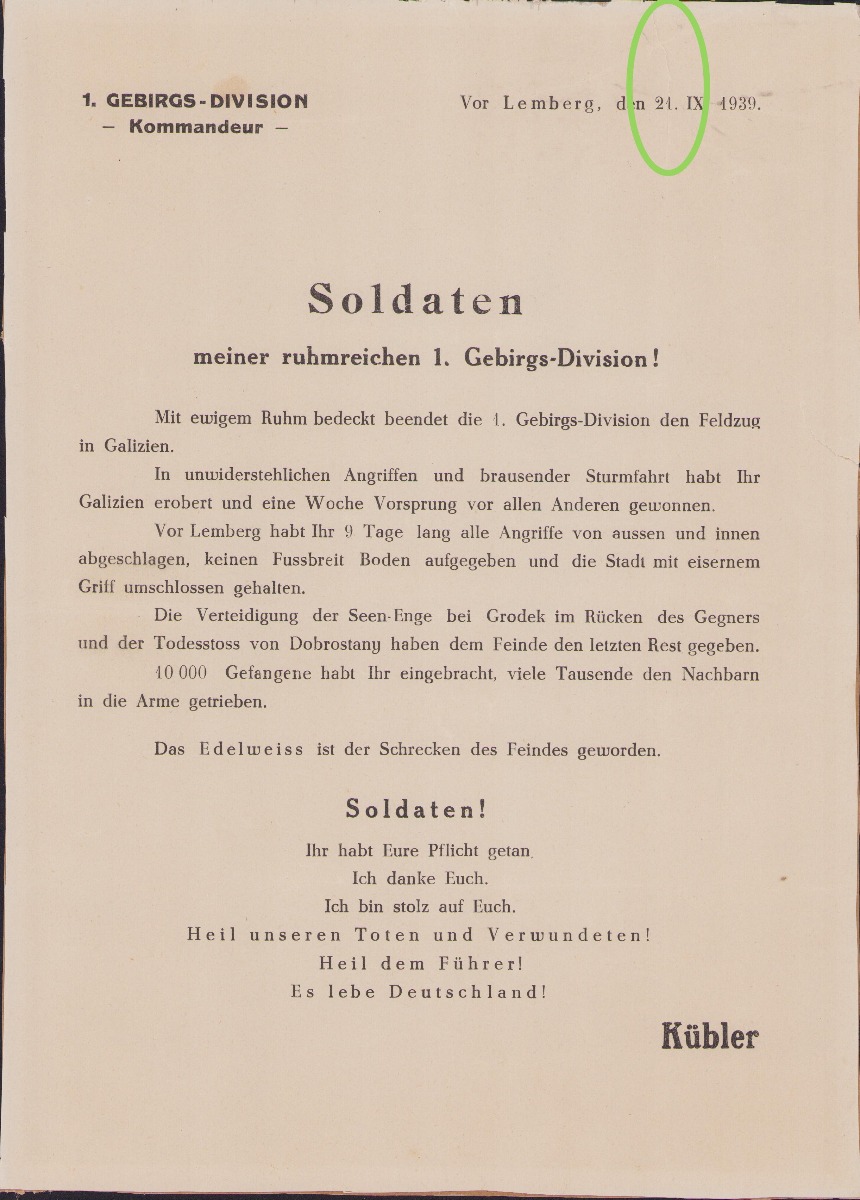 1. GEBIRGS-DIVISION
— Kommandeur —
Vor Lemberg, den 21. IX 1939.
Soldaten
meiner ruhmreichen 1. Gebirgs-Division!
Mit ewigem Ruhm bedeckt beendet die 1. Gebirgs-Division den Feldzug
in Galizien.
In unwiderstehlichen Angriffen und brausender Sturmfahrt habt Ihr
Galizien erobert und eine Woche Vorsprung vor allen Anderen gewonnen.
Vor Lemberg habt Ihr 9 Tage lang alle Angriffe von aussen und innen
abgeschlagen, keinen Fussbreit Boden aufgegeben und die Stadt mit eisernem
Griff umschlossen gehalten.
Die Verteidigung der Seen-Enge bei Grodek im Rücken des Gegners
und der Todesstoss von Dobrostany haben dem Feinde den letzten Rest gegeben.
10 000 Gefangene habt Ihr eingebracht, viele Tausende den Nachbarn
in die Arme getrieben.
Das Edelweiss ist der Schrecken des Feindes geworden.
Soldaten!
Ihr habt Eure Pflicht getan.
Ich danke Euch.
Ich bin stolz auf Euch.
Heil unseren Toten und Verwundeten!
Heil dem Führer!
Es lebe Deutschland!
Kübler